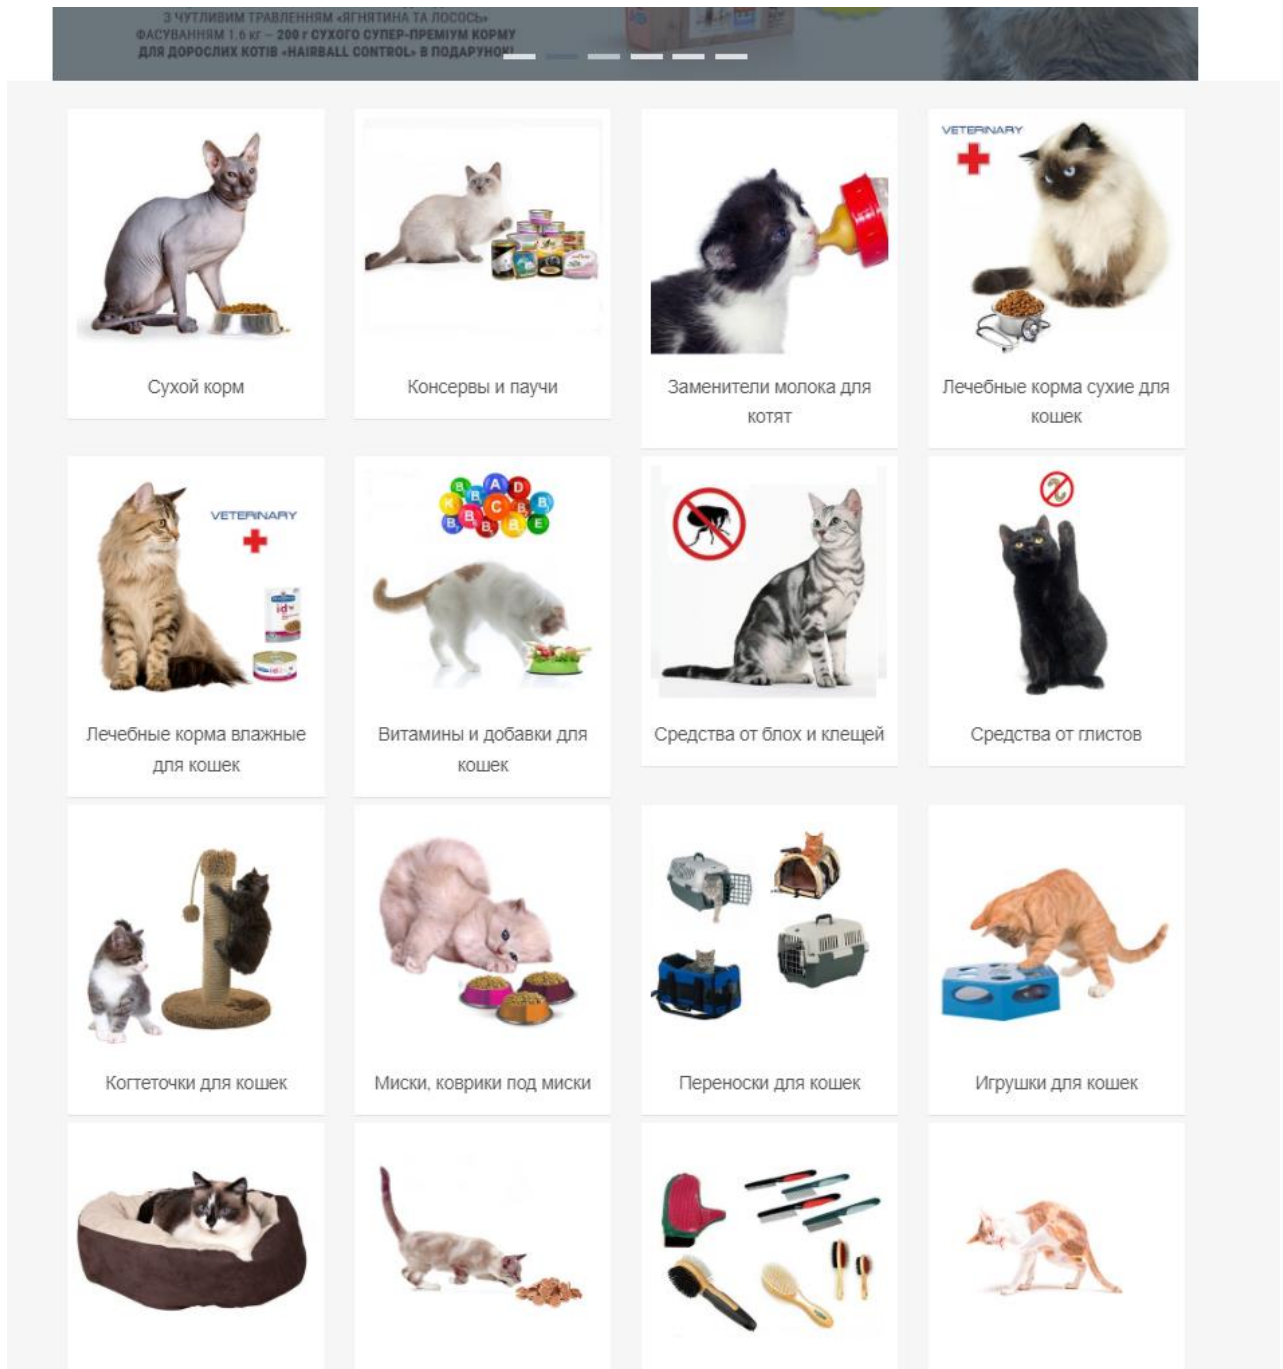 З ЧУТЛИВИМ ТРАВЛЕННЯМ «ЯГНЯТИНА ТА ЛОСОСЬ»
ФАСУВАННЯМ 1.6 кг – 200 г СУХОГО СУПЕР-ПРЕМІУМ КОРМУ
ДЛЯ ДОРОСЛИХ КОТІВ «HAIRBALL CONTROL» В ПОДАРУНОК!
VETERINARY
Сухой корм
Консервы и паучи
Заменители молока для
котят
Лечебные корма сухие для
кошек
VETERINARY
i/d
K B A D
B C B B
B B B B E
Лечебные корма влажные
для кошек
Витамины и добавки для
кошек
Средства от блох и клещей
Средства от глистов
Когтеточки для кошек
Миски, коврики под миски
Переноски для кошек
Игрушки для кошек